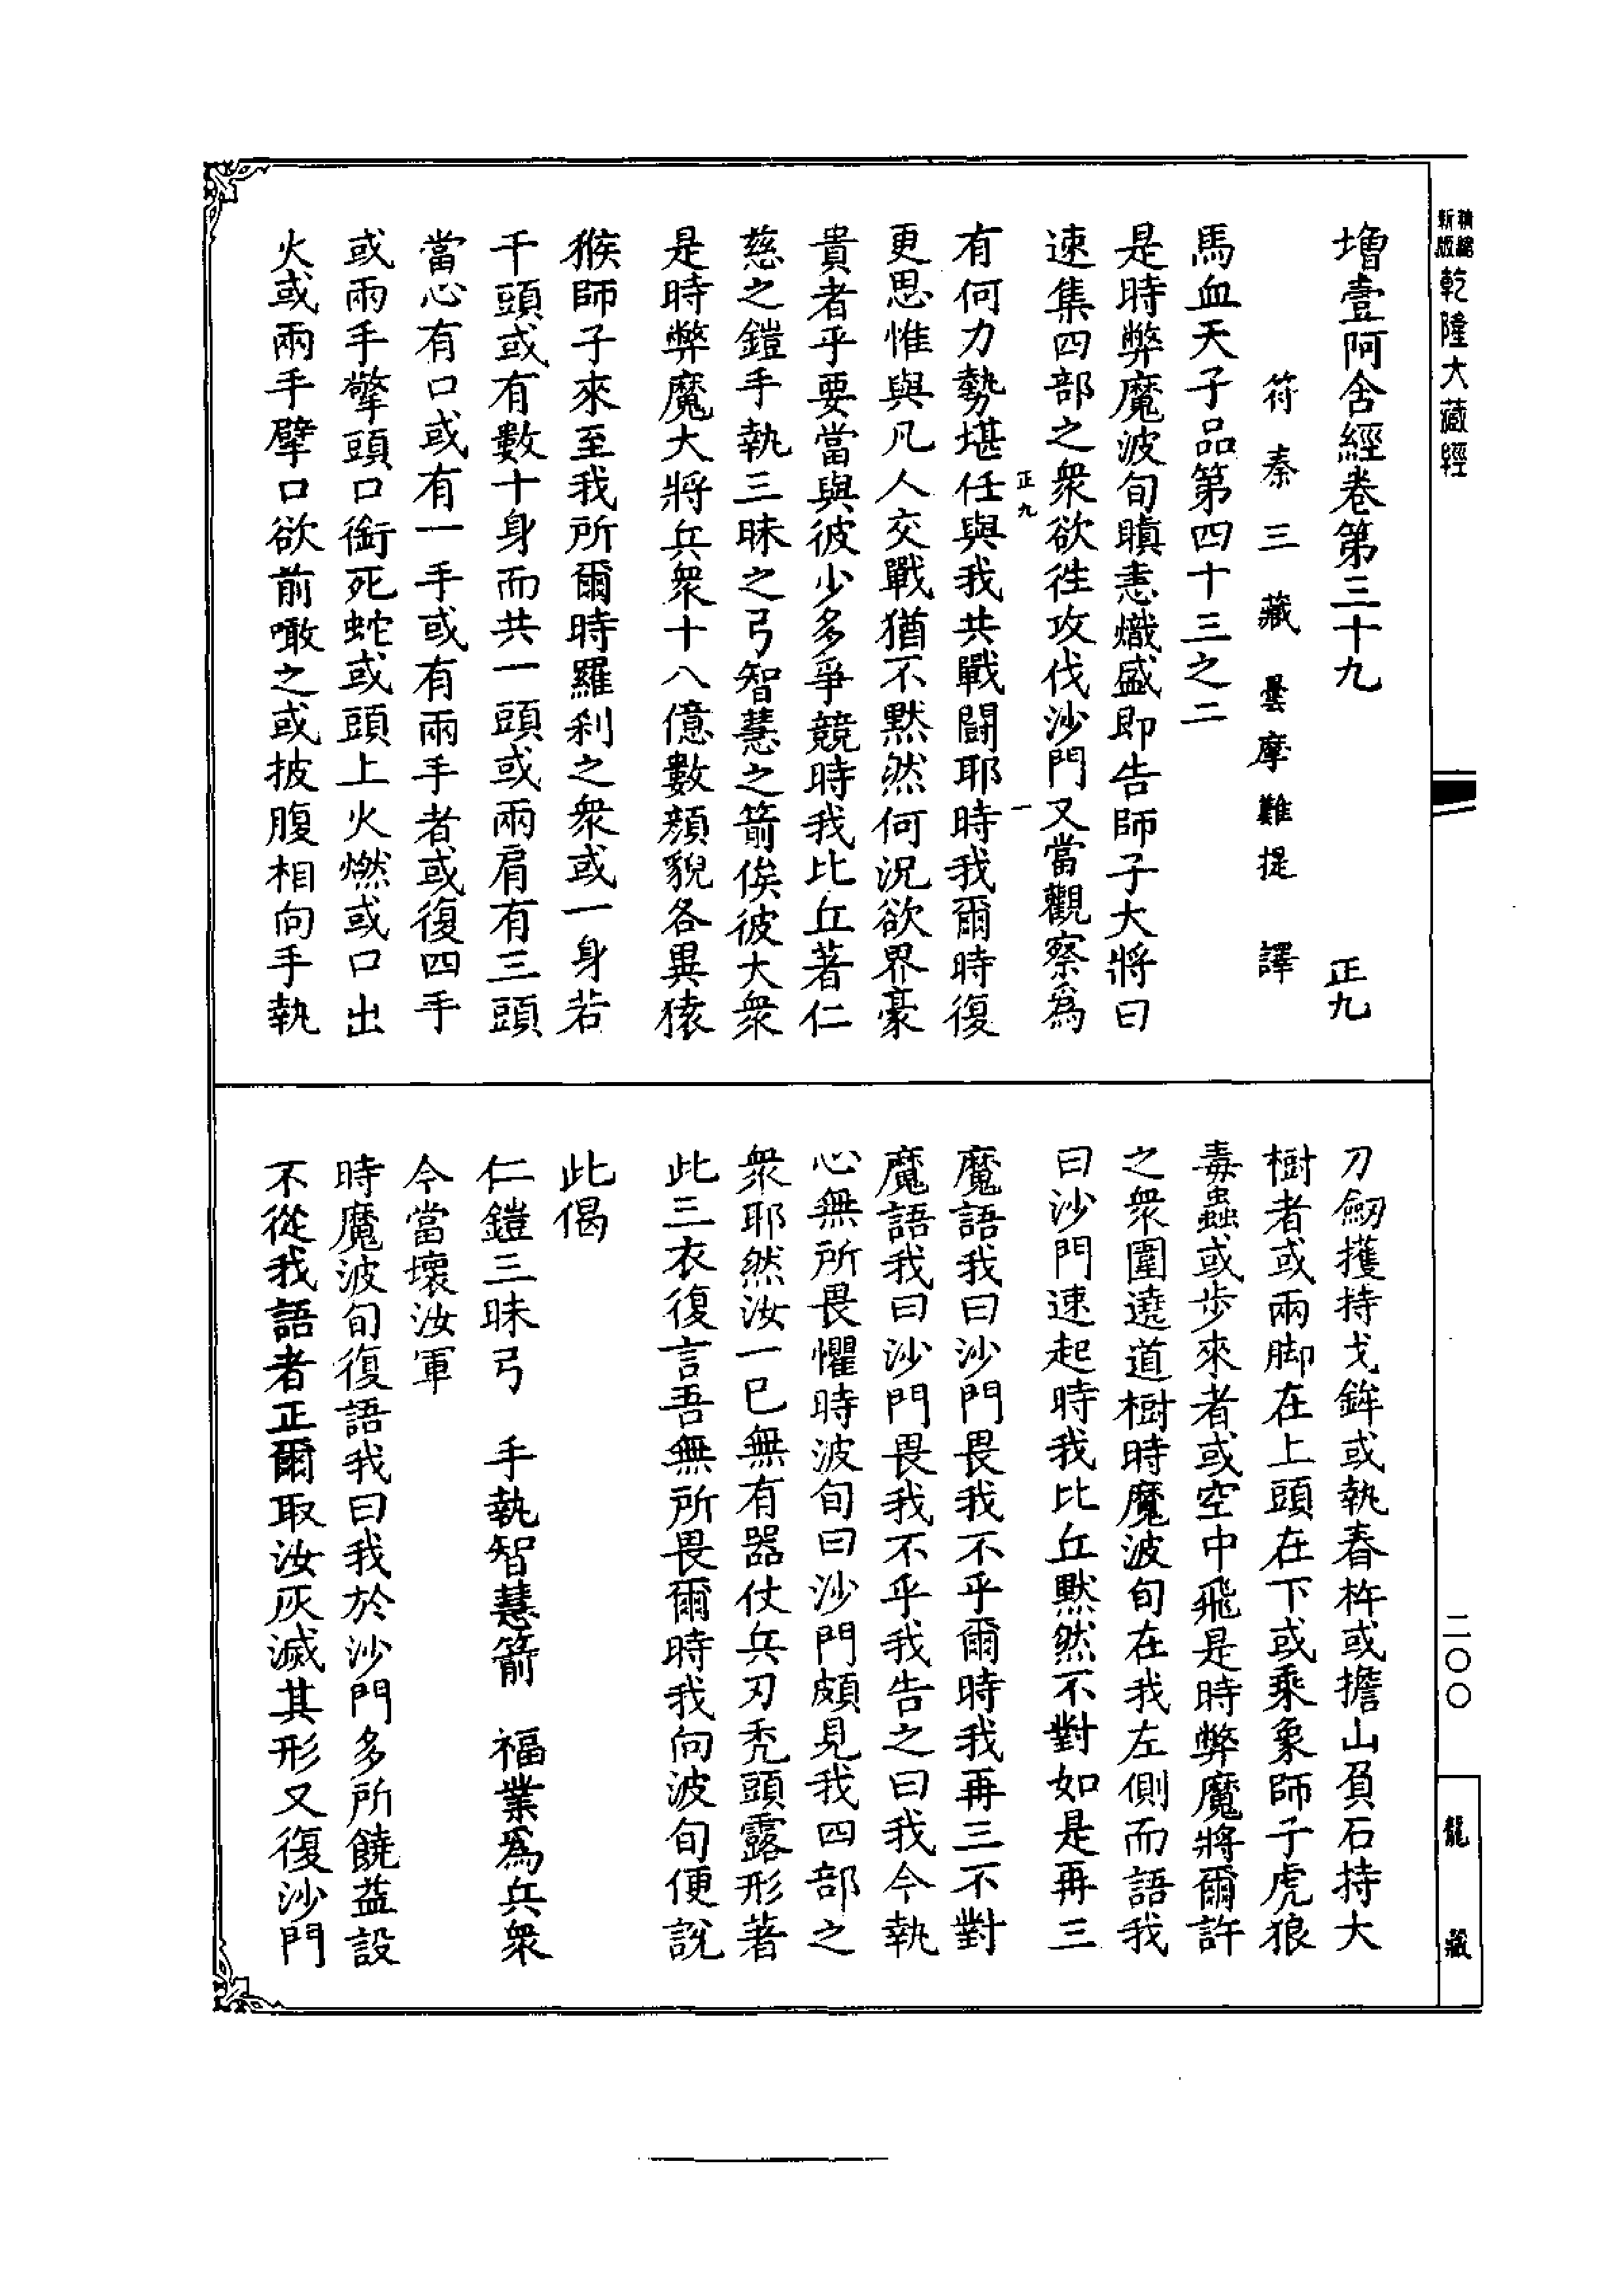 精縮
新版
乾隆大藏經
增壹阿含經卷第三十九 正九
符秦三藏曇摩難提 譯
馬血天子品第四十三之二
是時弊魔波旬瞋恚熾盛即告師子大將曰
速集四部之眾欲徃攻伐沙門又當觀察爲
正九 一
有何力勢堪任與我共戰鬪耶時我爾時復
更思惟與凡人交戰猶不默然何況欲界豪
貴者乎要當與彼少多爭競時我比丘著仁
慈之鎧手執三昧之弓智慧之箭俟彼大眾
是時弊魔大將兵眾十八億數顏貌各異猿
猴師子來至我所爾時羅刹之眾或一身若
千頭或有數十身而共一頭或兩肩有三頭
當心有口或有一手或有兩手者或復四手
或兩手擎頭口銜死蛇或頭上火燃或口出
火或兩手擘口欲前噉之或披腹相向手執
刀劒擭持戈鉾或執舂杵或擔山負石持大
樹者或兩脚在上頭在下或乘象師子虎狼
毒蟲或步來者或空中飛是時弊魔將爾許
之眾圍遶道樹時魔波旬在我左側而語我
曰沙門速起時我比丘默然不對如是再三
魔語我曰沙門畏我不乎爾時我再三不對
魔語我曰沙門畏我不乎我告之曰我今執
心無所畏懼時波旬曰沙門頗見我四部之
眾耶然汝一已無有器仗兵刃禿頭露形著
此三衣復言吾無所畏爾時我向波旬便說
此偈
仁鎧三昧弓 手執智慧箭 福業爲兵眾
今當壞汝軍
時魔波旬復語我曰我於沙門多所饒益設
不從我語者正爾取汝灰滅其形又復沙門
二〇〇
龍藏